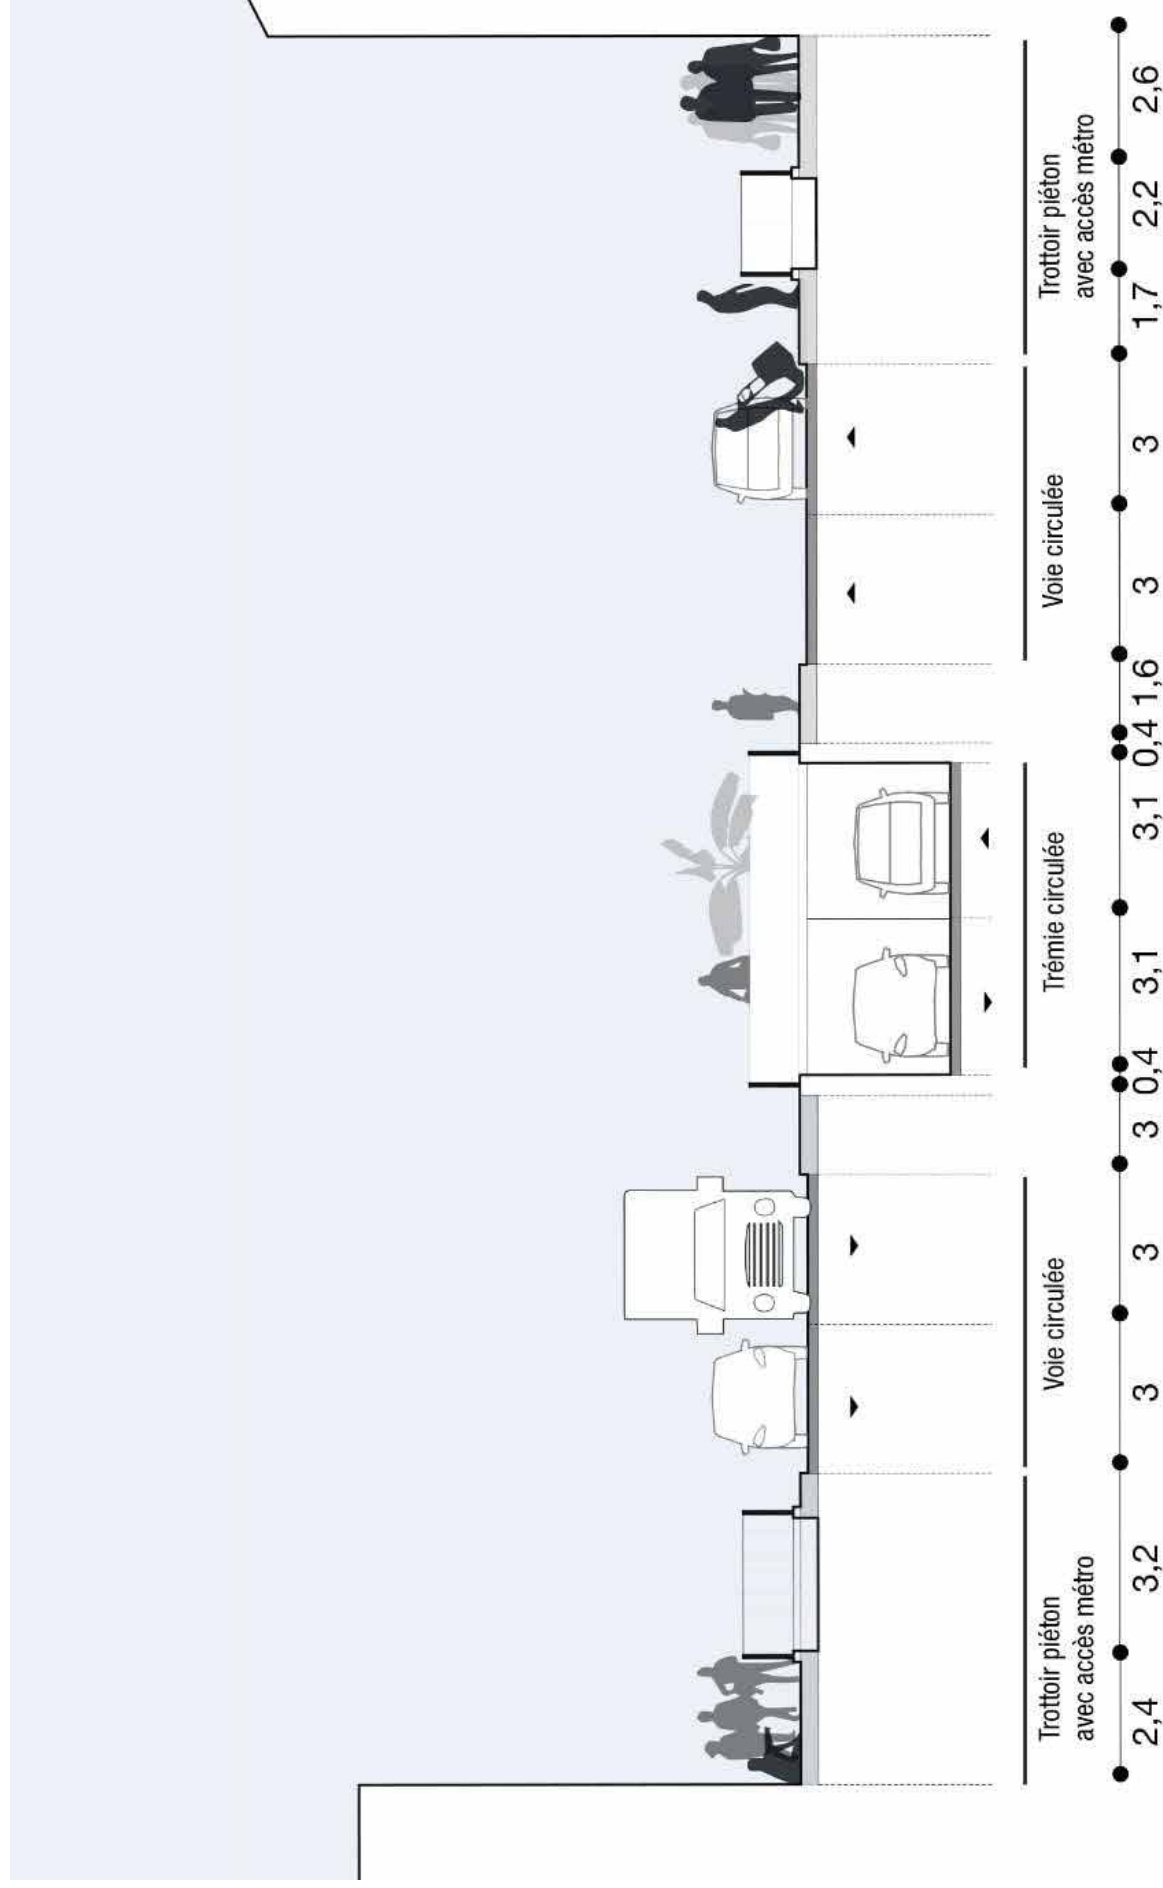 Trottoir piéton
avec accès métro
Voie circulée
Trémie circulée
Voie circulée
Trottoir piéton
avec accès métro
2,4 3,2 3 3 3 0,4 3,1 3,1 0,4 1,6 3 3 1,7 2,2 2,6